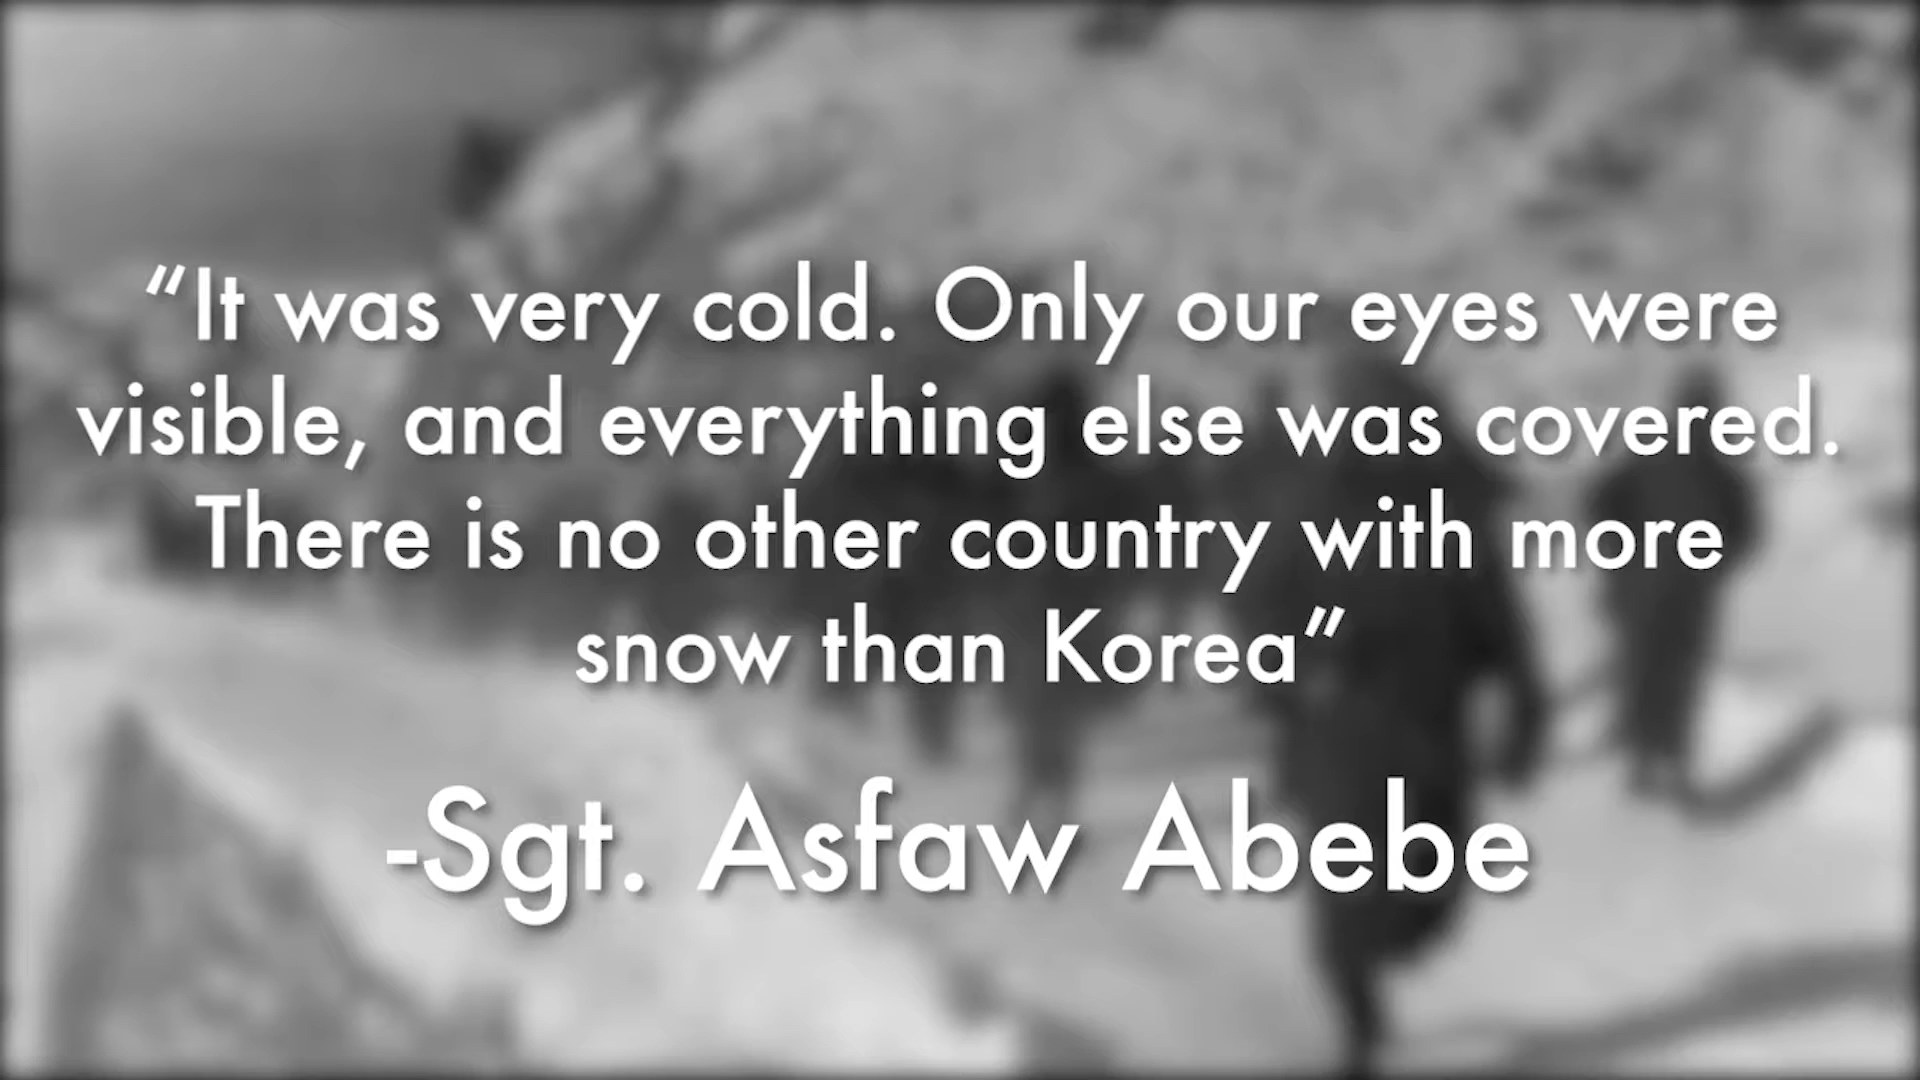 “It was very cold. Only our eyes were
visible, and everything else was covered.
There is no other country with more
snow than Korea”
-Sgt. Asfaw Abebe